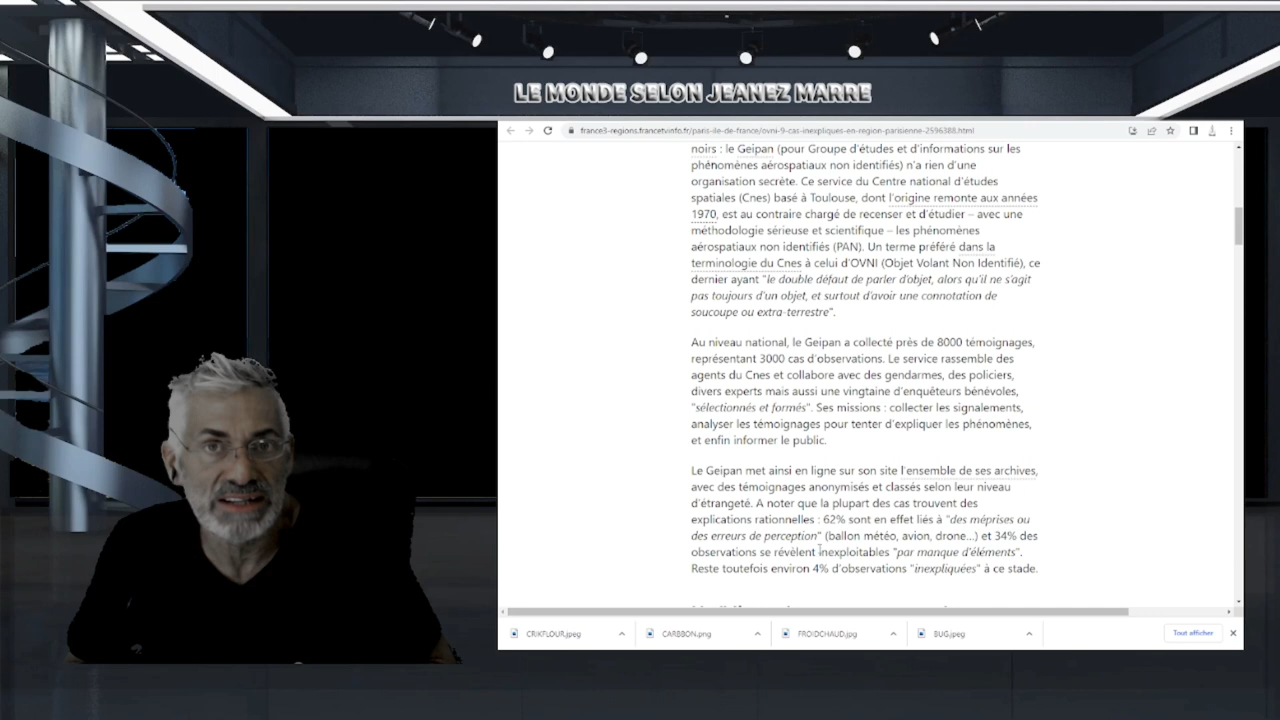 LE MONDE SELON JEANEZ MARRE
france3-regions.francetvinfo.fr/paris-ile-de-france/ovni-9-cas-inexpliques-en-region-parisienne-2596388.html
noirs : le Geipan (pour Groupe d'études et d'informations sur les
phénomènes aérospatiaux non identifiés) n'a rien d'une
organisation secrète. Ce service du Centre national d'études
spatiales (Cnes) basé à Toulouse, dont l'origine remonte aux années
1970, est au contraire chargé de recenser et d'étudier – avec une
méthodologie sérieuse et scientifique – les phénomènes
aérospatiaux non identifiés (PAN). Un terme préféré dans la
terminologie du Cnes à celui d'OVNI (Objet Volant Non Identifié), ce
dernier ayant "le double défaut de parler d'objet, alors qu'il ne s'agit
pas toujours d'un objet, et surtout d'avoir une connotation de
soucoupe ou extra-terrestre".
Au niveau national, le Geipan a collecté près de 8000 témoignages,
représentant 3000 cas d'observations. Le service rassemble des
agents du Cnes et collabore avec des gendarmes, des policiers,
divers experts mais aussi une vingtaine d'enquêteurs bénévoles,
"sélectionnés et formés". Ses missions : collecter les signalements,
analyser les témoignages pour tenter d'expliquer les phénomènes,
et enfin informer le public.
Le Geipan met ainsi en ligne sur son site l'ensemble de ses archives,
avec des témoignages anonymisés et classés selon leur niveau
d'étrangeté. A noter que la plupart des cas trouvent des
explications rationnelles : 62% sont en effet liés à "des méprises ou
des erreurs de perception" (ballon météo, avion, drone...) et 34% des
observations se révèlent inexploitables "par manque d'éléments".
Reste toutefois environ 4% d'observations "inexpliquées" à ce stade.
CRIKFLOUR.jpeg
CARBBON.png
FROIDCHAUD.jpg
BUG.jpeg
Tout afficher